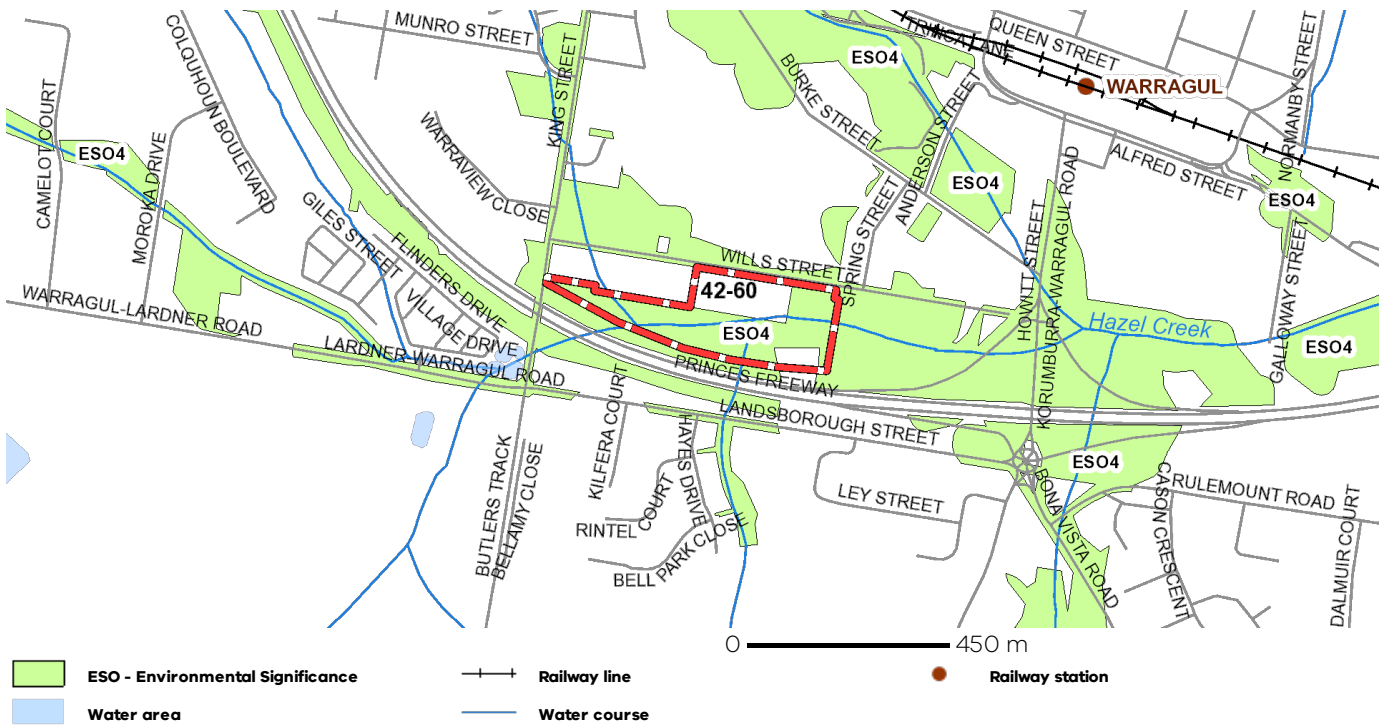 MUNRO STREET
QUEEN STREET
TRINCA LANE
COLQUHOUN BOULEVARD
KING STREET
ESO4
BURKE STREET
WARRAGUL
NORMANBY STREET
CAMELOT COURT
ESO4
MOROKA DRIVE
WARRAVIEW CLOSE
ANDERSON STREET
ALFRED STREET
ESO4
ESO4
GILES STREET
FLINDERS DRIVE
WILLS STREET
SPRING STREET
HOWITT STREET
KORUMBURRA-WARRAGUL ROAD
GALLOWAY STREET
42-60
WARRAGUL-LARDNER ROAD
VILLAGE DRIVE
ESO4
Hazel Creek
ESO4
LARDNER-WARRAGUL ROAD
PRINCES FREEWAY
LANDSBOROUGH STREET
BUTLERS TRACK
BELLAMY CLOSE
KILFERA COURT
HAYES DRIVE
RINTEL COURT
BELL PARK CLOSE
LEY STREET
ESO4
BONA VISTA ROAD
CASON CRESCENT
CRULEMOUNT ROAD
DALMUIR COURT
0 450 m
ESO - Environmental Significance
Railway line
Railway station
Water area
Water course